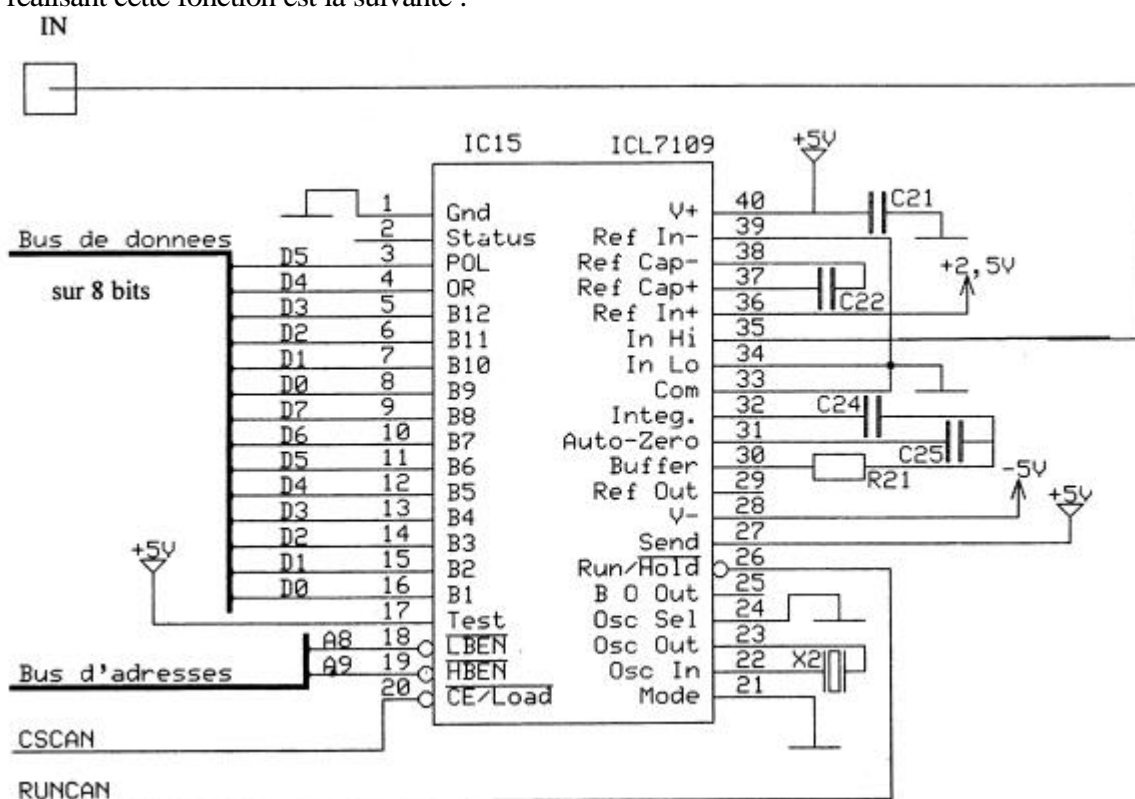 réalisant cette fonction est la suivante :
IN
IC15 ICL7109
+5V
C21
Bus de donnees
sur 8 bits
1 Gnd
2 Status
D5 3 POL
D4 4 OR
D3 5 B12
D2 6 B11
D1 7 B10
D0 8 B9
D7 9 B8
D6 10 B7
D5 11 B6
D4 12 B5
D3 13 B4
D2 14 B3
D1 15 B2
D0 16 B1
+5V
17 Test
A8 18 LBEN
A9 19 HBEN
20 CE/Load
Bus d'adresses
CSCAN
RUNCAN
V+ 40
Ref In- 39
Ref Cap- 38
Ref Cap+ 37
C22
+2,5V
Ref In+ 36
In Hi 35
In Lo 34
Com 33
Integ. 32 C24
Auto-Zero 31 C25
Buffer 30 R21
Ref Out 29
-5V
V- 28
+5V
Send 27
Run/Hold 26
B O Out 25
Osc Sel 24
Osc Out 23
Osc In 22 X2
Mode 21